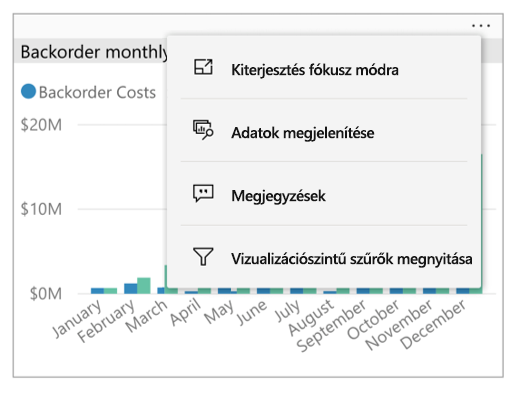 ...
Backorder monthly
Kiterjesztés fókusz módra
Backorder Costs
Adatok megjelenítése
$20M
Megjegyzések
$10M
Vizualizációszintű szűrők megnyitása
$0M
January February March April May June July August September October November December